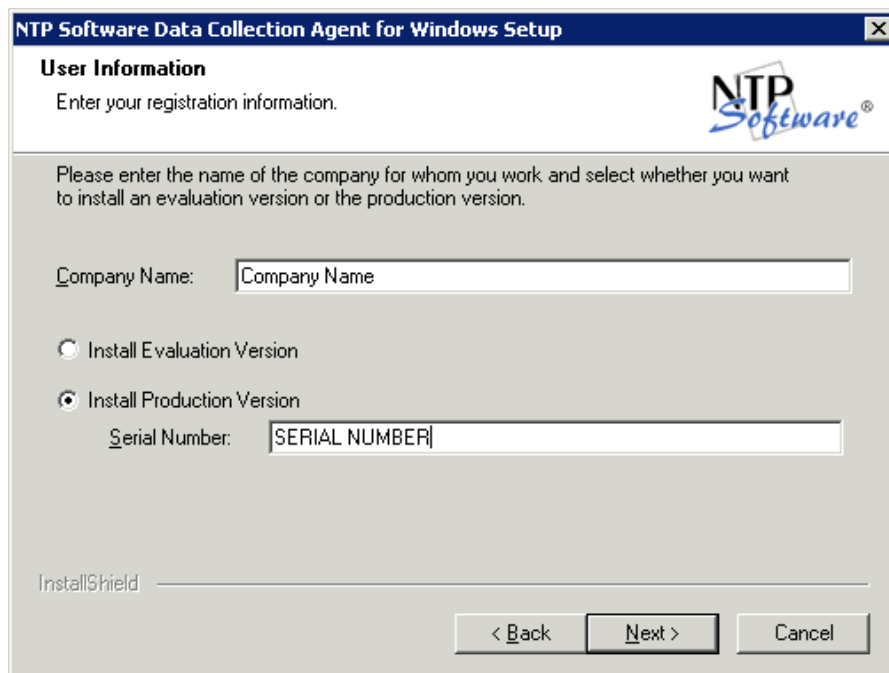 NTP Software Data Collection Agent for Windows Setup
User Information
Enter your registration information.
NTP
Software®
Please enter the name of the company for whom you work and select whether you want
to install an evaluation version or the production version.
Company Name: Company Name
Install Evaluation Version
Install Production Version
Serial Number: SERIAL NUMBER
InstallShield
< Back Next > Cancel